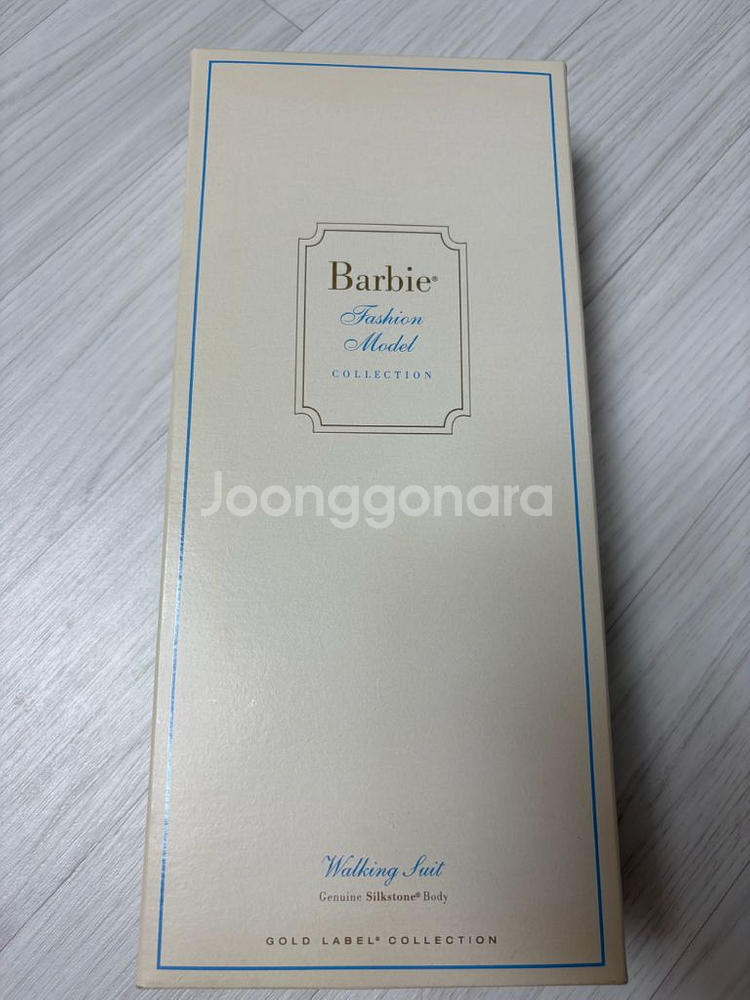 Barbie®
Fashion
Model
COLLECTION
Joonggonara
Walking Suit
Genuine Silkstone® Body
GOLD LABEL® COLLECTION